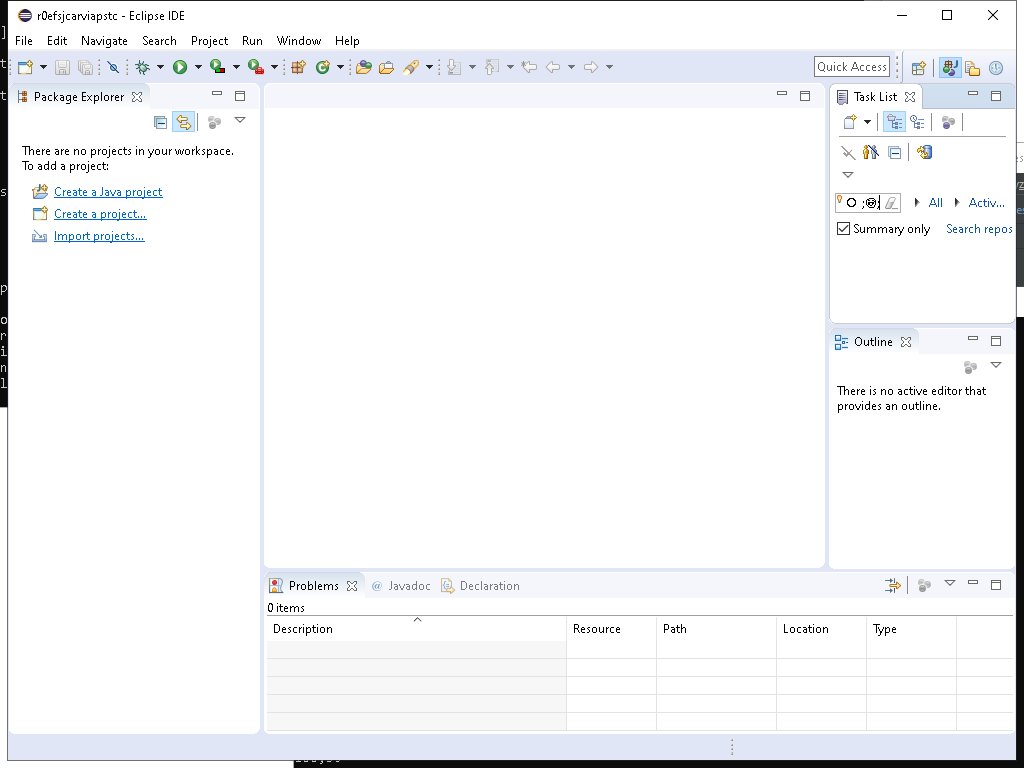 r0efsjcarviapstc - Eclipse IDE
File Edit Navigate Search Project Run Window Help
Quick Access
Package Explorer
Task List
There are no projects in your workspace.
To add a project:
Create a Java project
Create a project...
Import projects...
All
Activ...
Summary only
Search repos
Outline
There is no active editor that
provides an outline.
Problems
@ Javadoc
Declaration
0 items
Description Resource Path Location Type